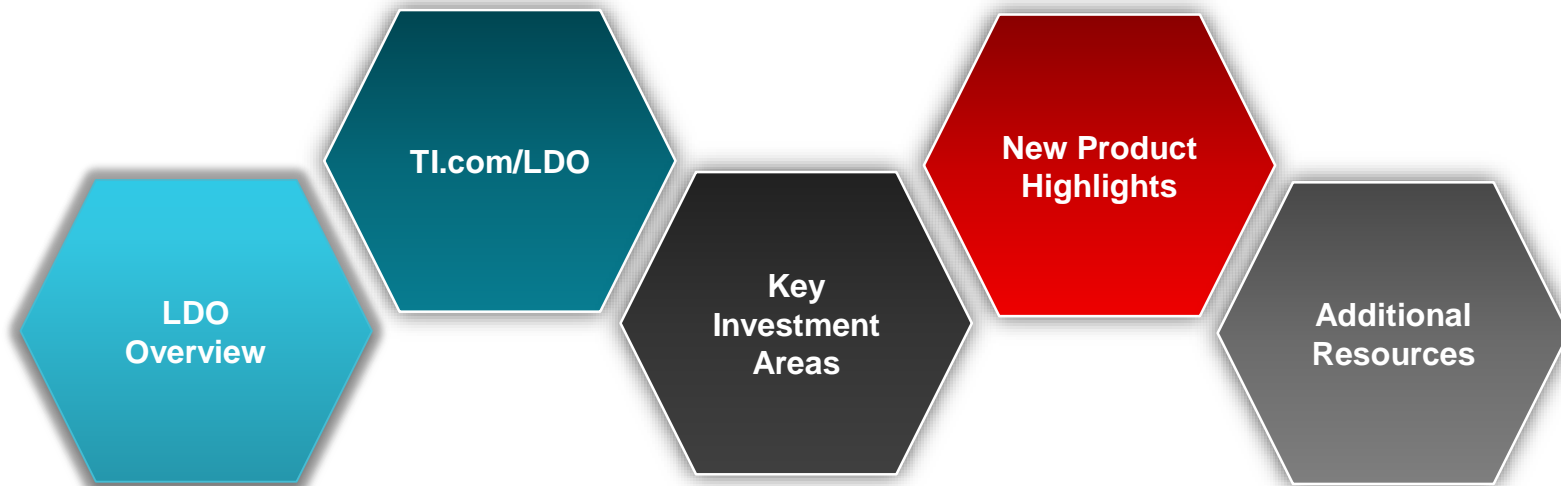 LDO
Overview
TI.com/LDO
Key
Investment
Areas
New Product
Highlights
Additional
Resources